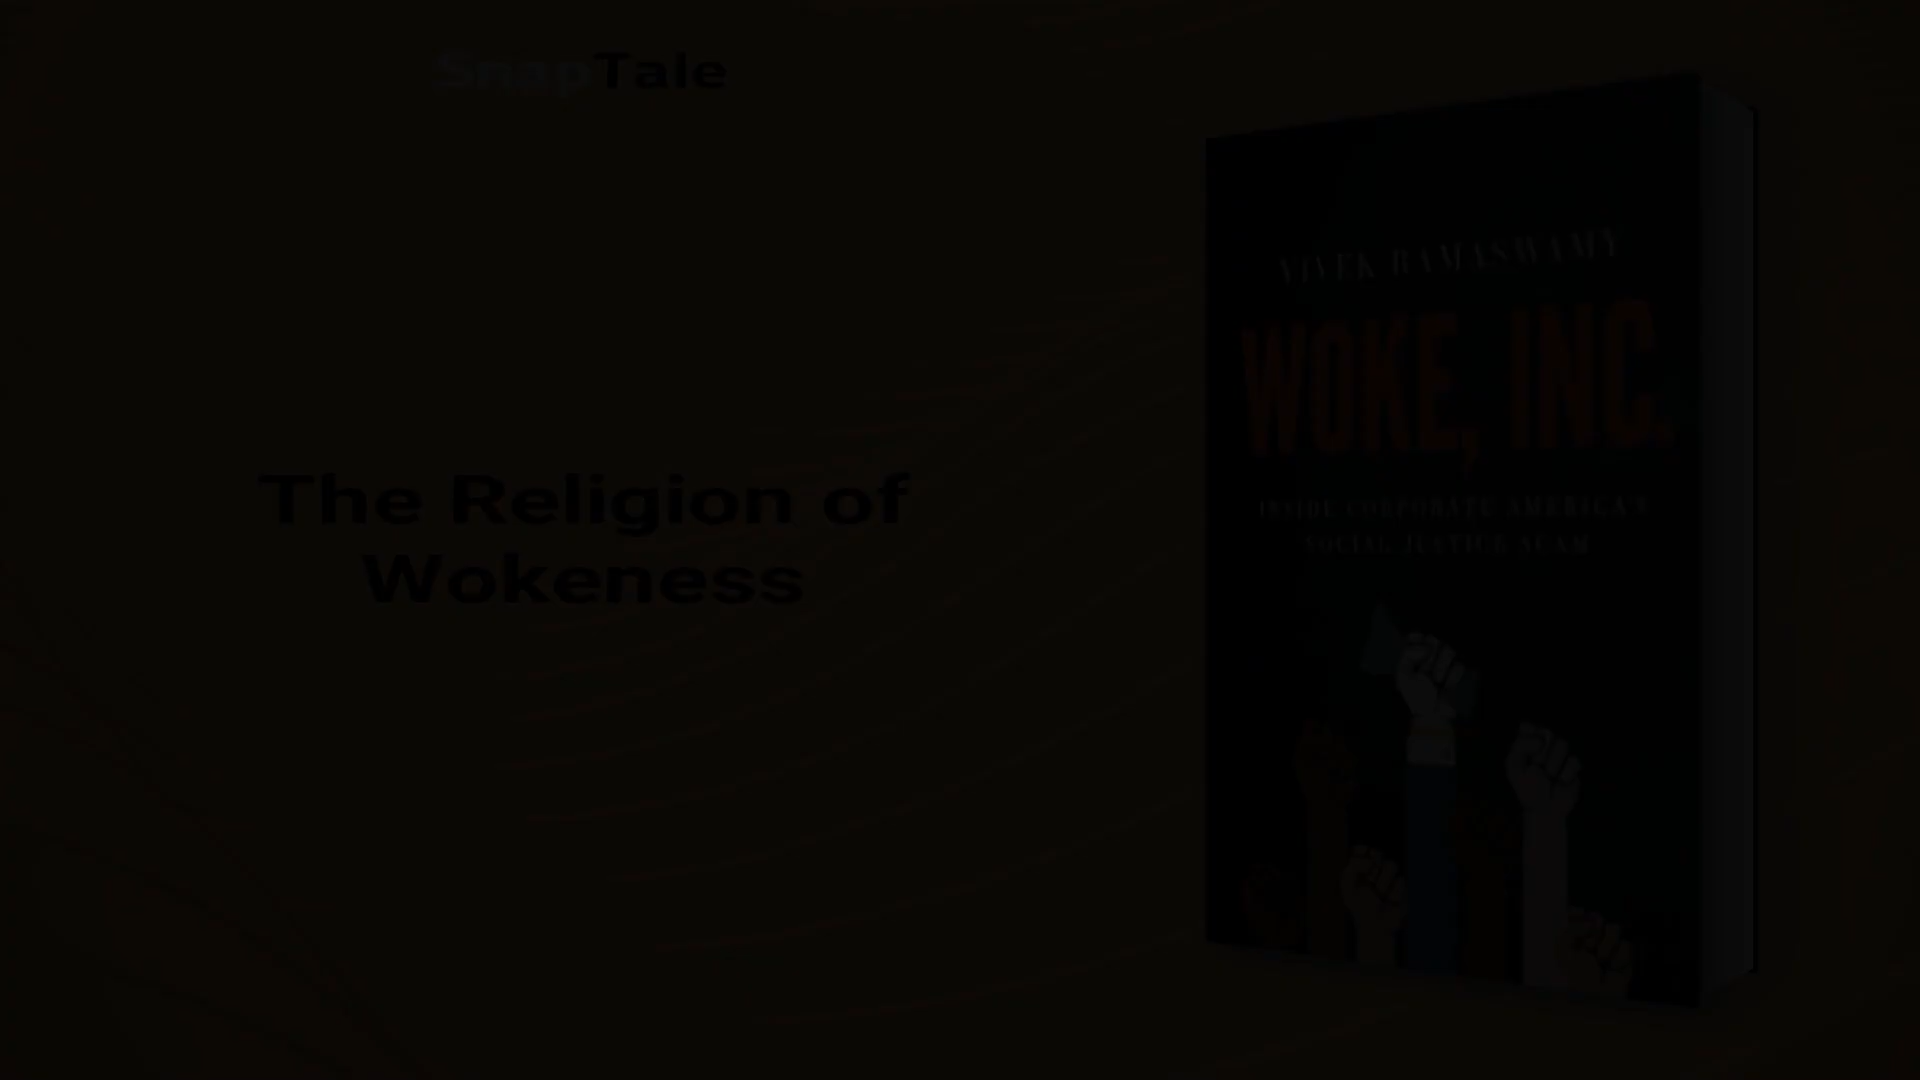 SnapTale
The Religion of
Wokeness
VIVEK RAMASWAMY
WOKE, INC.
INSIDE CORPORATE AMERICA'S
SOCIAL JUSTICE SCAM